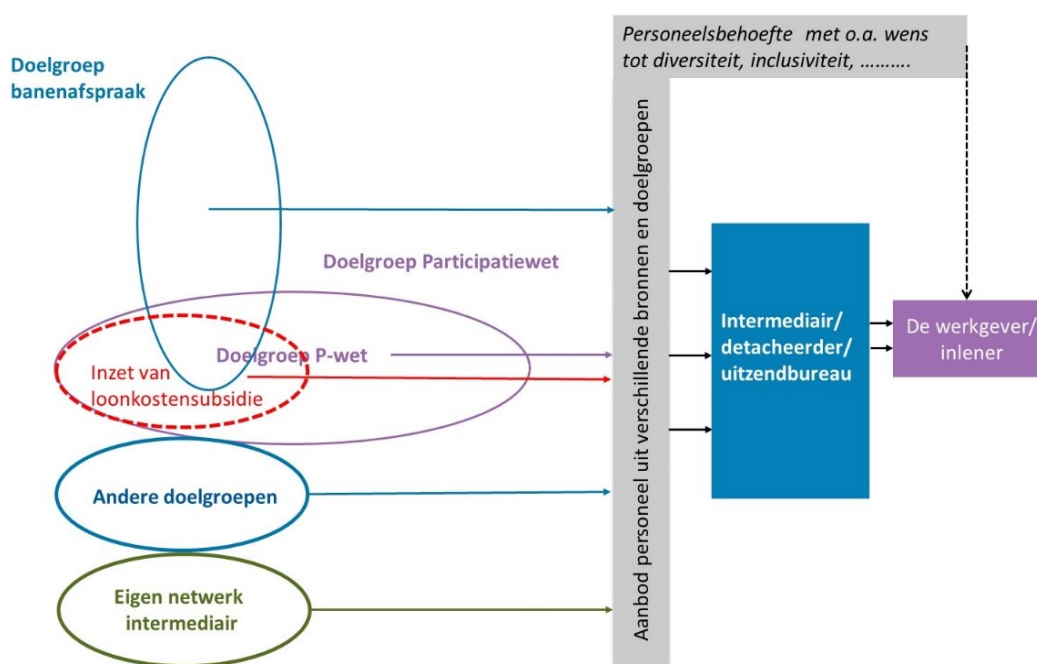 Doelgroep
banenafspraak
Personeelsbehoefte met o.a. wens
tot diversiteit, inclusiviteit, ……….
Doelgroep Participatiewet
Doelgroep P-wet
Inzet van
loonkostensubsidie
Andere doelgroepen
Eigen netwerk
intermediair
Aanbod personeel uit verschillende bronnen en doelgroepen
Intermediair/
detacheerder/
uitzendbureau
De werkgever/
inlener